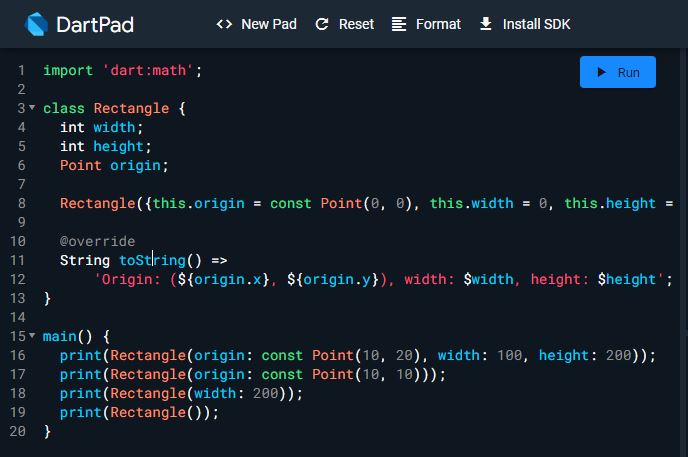 DartPad
<> New Pad Reset Format Install SDK
Run
1 import 'dart:math';
2
3 class Rectangle {
4 int width;
5 int height;
6 Point origin;
7
8 Rectangle({this.origin = const Point(0, 0), this.width = 0, this.height =
9
10 @override
11 String toString() =>
12 'Origin: (${origin.x}, ${origin.y}), width: $width, height: $height';
13 }
14
15 main() {
16 print(Rectangle(origin: const Point(10, 20), width: 100, height: 200));
17 print(Rectangle(origin: const Point(10, 10)));
18 print(Rectangle(width: 200));
19 print(Rectangle());
20 }